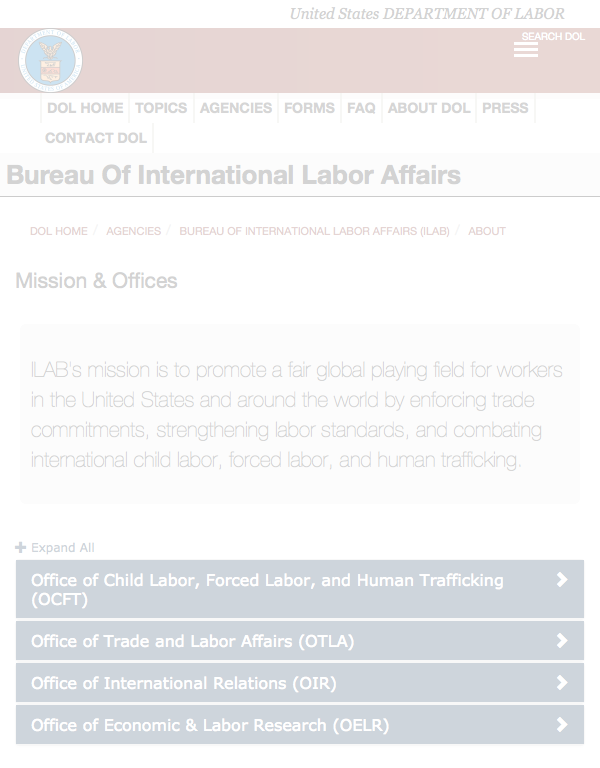 United States DEPARTMENT OF LABOR
SEARCH DOL
DOL HOME TOPICS AGENCIES FORMS FAQ ABOUT DOL PRESS
CONTACT DOL
Bureau Of International Labor Affairs
DOL HOME / AGENCIES / BUREAU OF INTERNATIONAL LABOR AFFAIRS (ILAB) / ABOUT
Mission & Offices
ILAB's mission is to promote a fair global playing field for workers
in the United States and around the world by enforcing trade
commitments, strengthening labor standards, and combating
international child labor, forced labor, and human trafficking.
Expand All
Office of Child Labor, Forced Labor, and Human Trafficking
(OCFT)
Office of Trade and Labor Affairs (OTLA)
Office of International Relations (OIR)
Office of Economic & Labor Research (OELR)